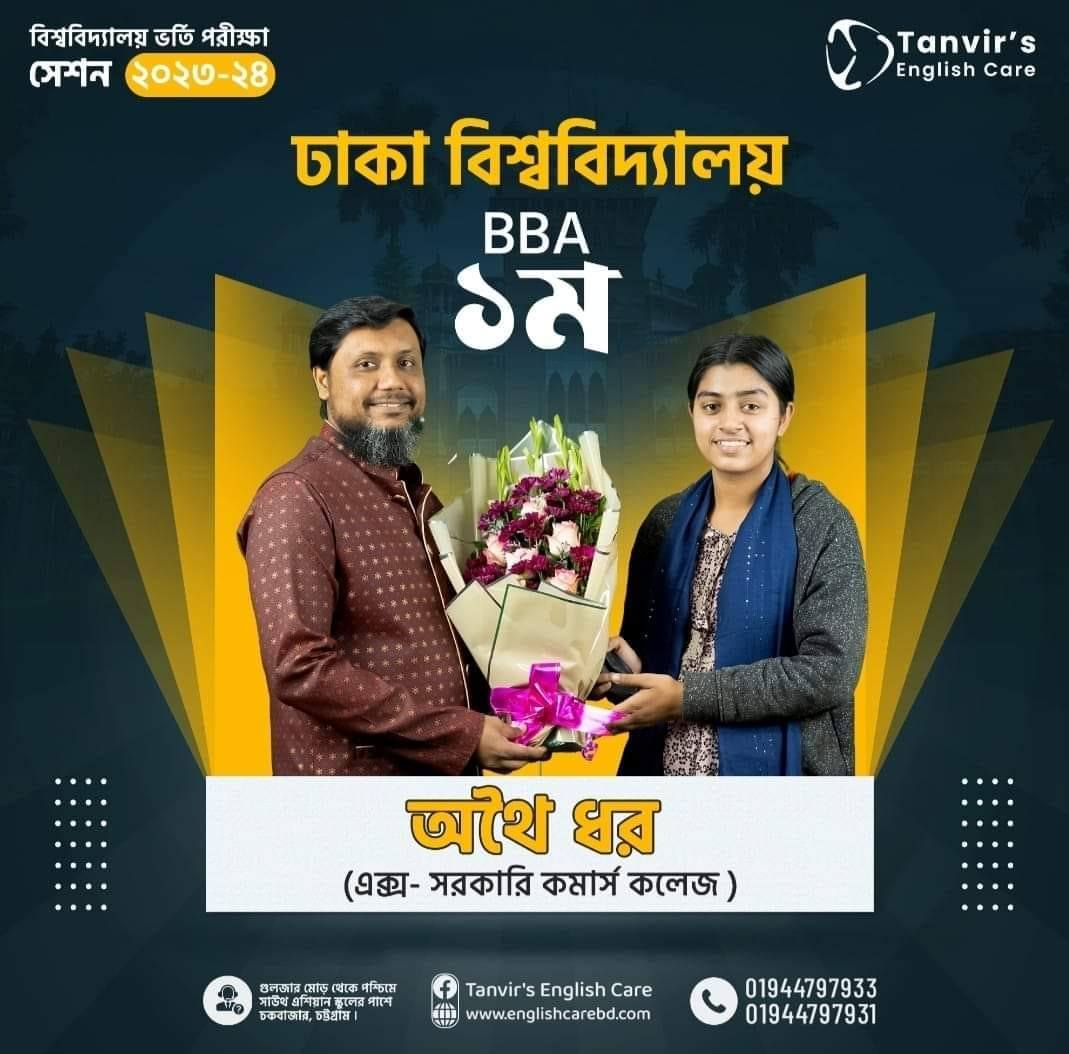 বিশ্ববিদ্যালয় ভর্তি পরীক্ষা
সেশন ২০২৩-২৪
Tanvir's
English Care
ঢাকা বিশ্ববিদ্যালয়
BBA
১ম
অথৈ ধর
(এক্স- সরকারি কমার্স কলেজ )
গুলজার মোড় থেকে পশ্চিমে
সাউথ এশিয়ান স্কুলের পাশে
চকবাজার, চট্টগ্রাম ।
Tanvir's English Care
www.englishcarebd.com
01944797933
01944797931